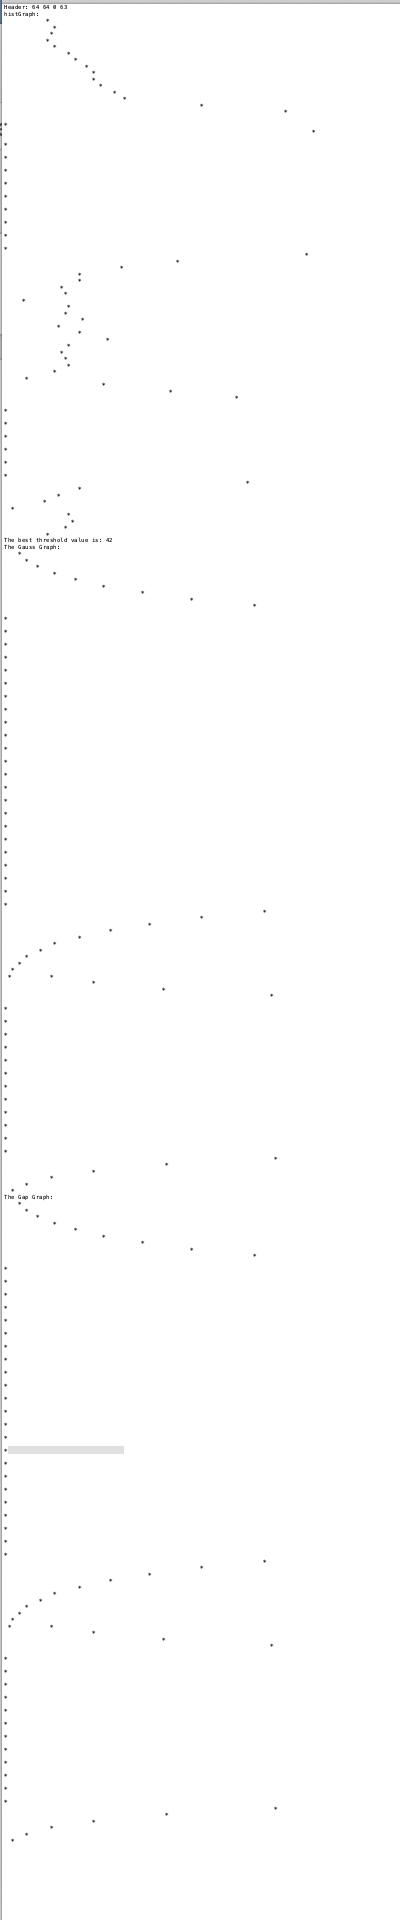 Header: 64 64 0 63
histGraph:
The best threshold value is: 42
The Gauss Graph:
The Gap Graph: